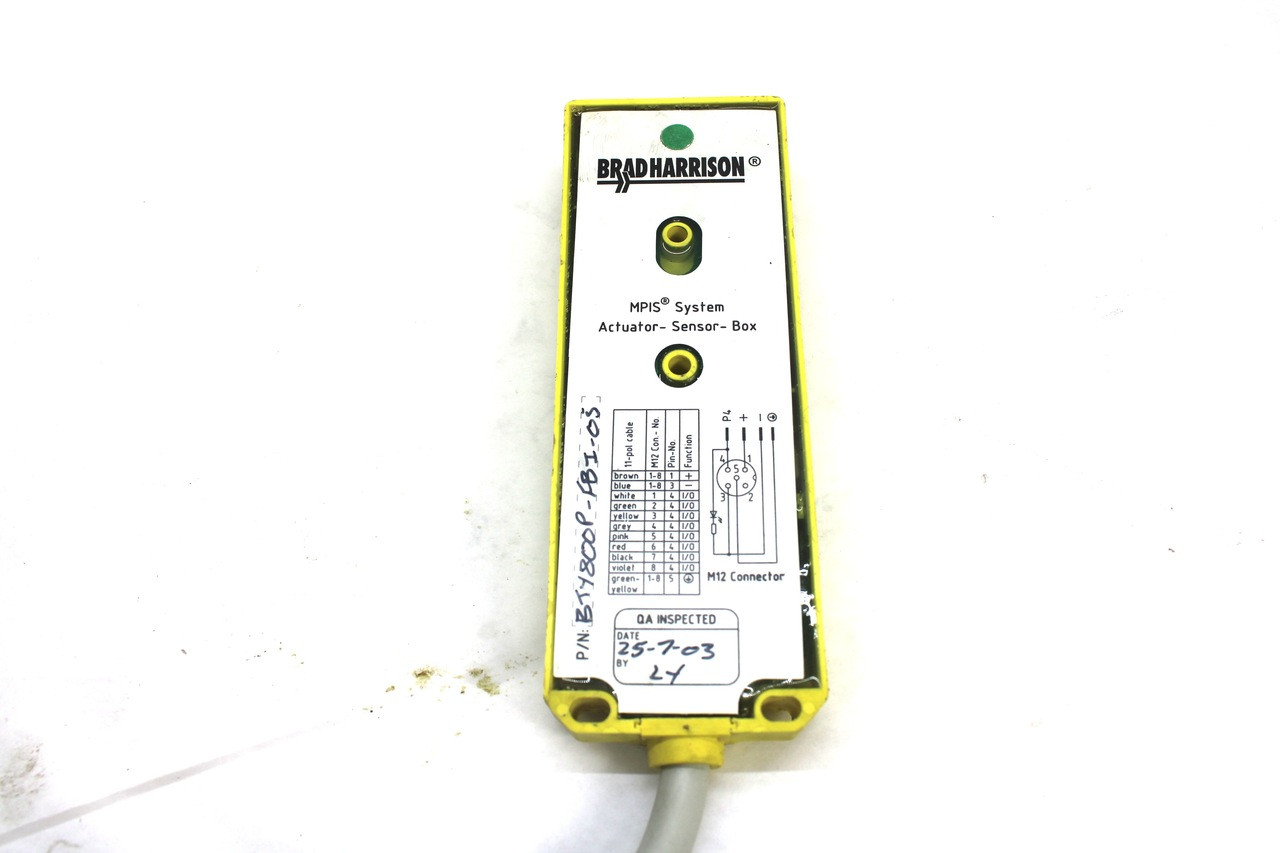 BRADHARRISON®
MPIS® System
Actuator- Sensor- Box
P/N: BTY800P-FBI-05
11-pol cable M12 Con.- No. Pin-No. Function
brown 1-8 1 +
blue 1-8 3 -
white 1 4 I/O
green 2 4 I/O
yellow 3 4 I/O
grey 4 4 I/O
pink 5 4 I/O
red 6 4 I/O
black 7 4 I/O
violet 8 4 I/O
green- 1-8 5 ⏚
yellow
P4 + - ⏚
4 1
5
3 2
M12 Connector
QA INSPECTED
DATE
25-7-03
BY
LY